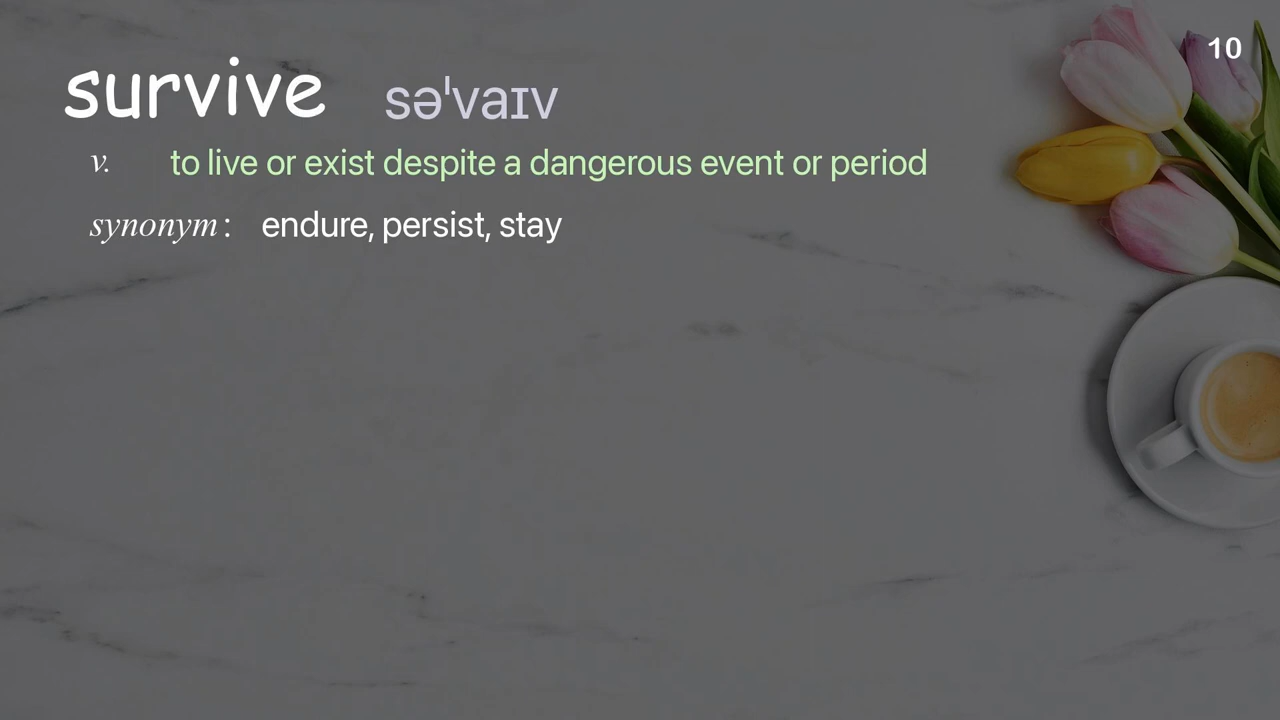 10
survive səˈvaɪv
v. to live or exist despite a dangerous event or period
synonym : endure, persist, stay